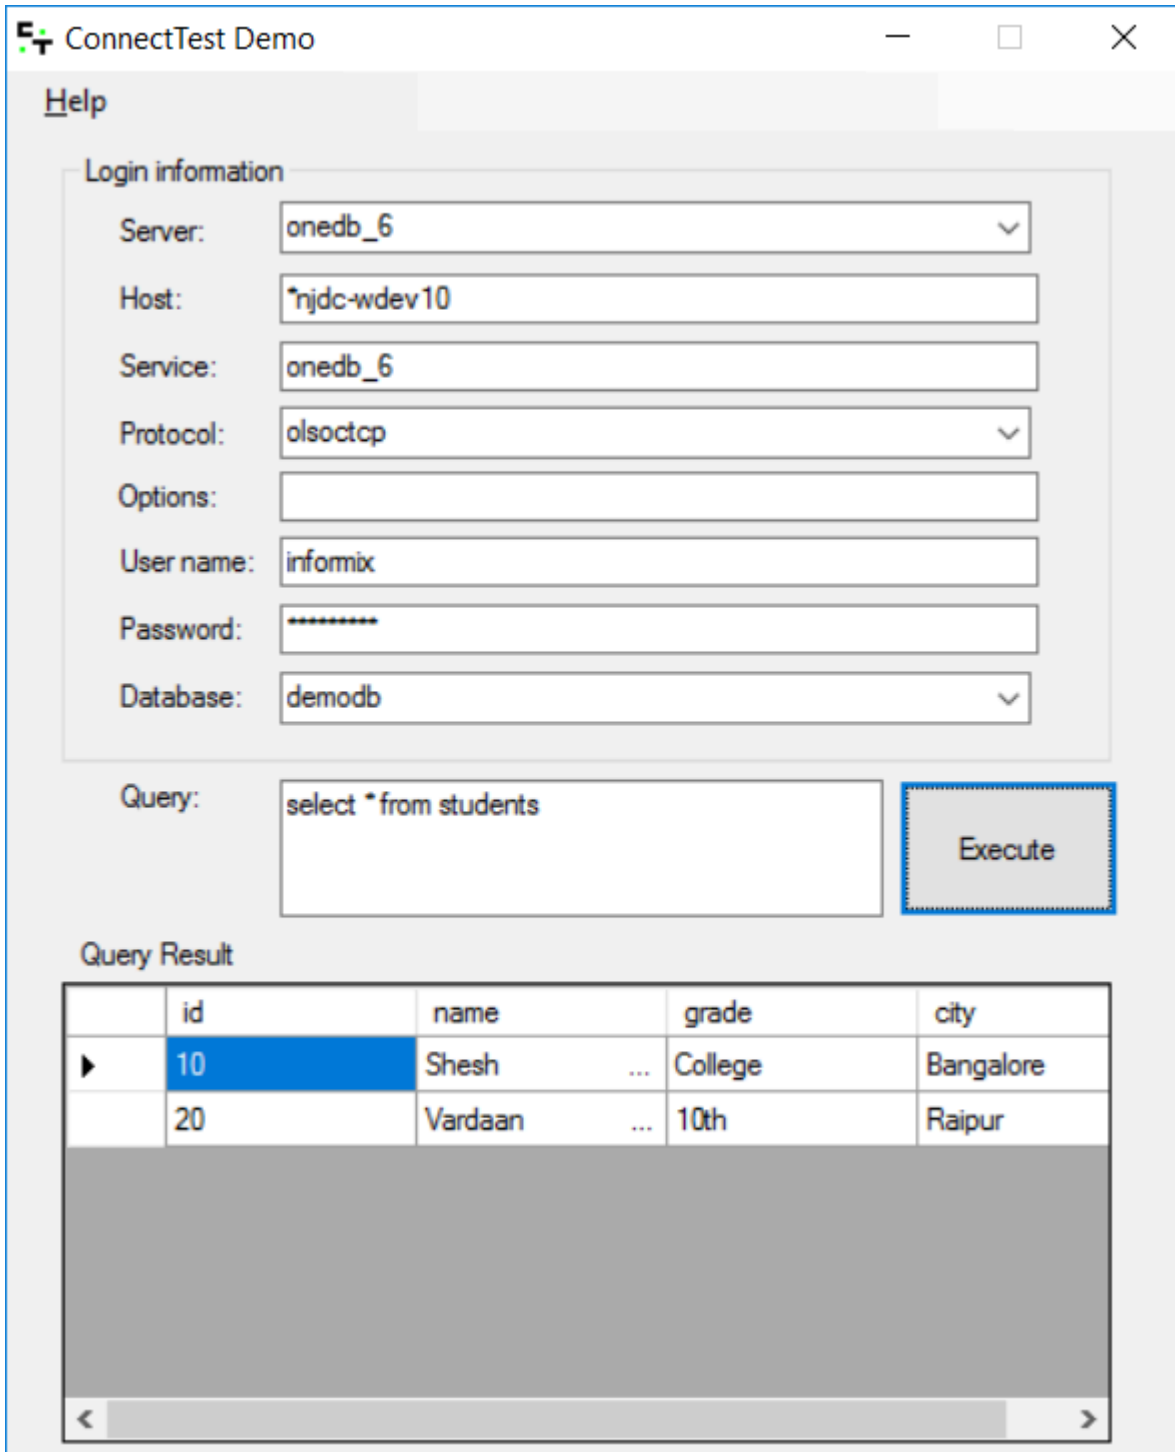 ConnectTest Demo
Help
Login information
Server: onedb_6
Host: *njdc-wdev10
Service: onedb_6
Protocol: olsoctcp
Options:
User name: informix
Password: *********
Database: demodb
Query: select * from students
Execute
Query Result
id name grade city
10 Shesh ... College Bangalore
20 Vardaan ... 10th Raipur